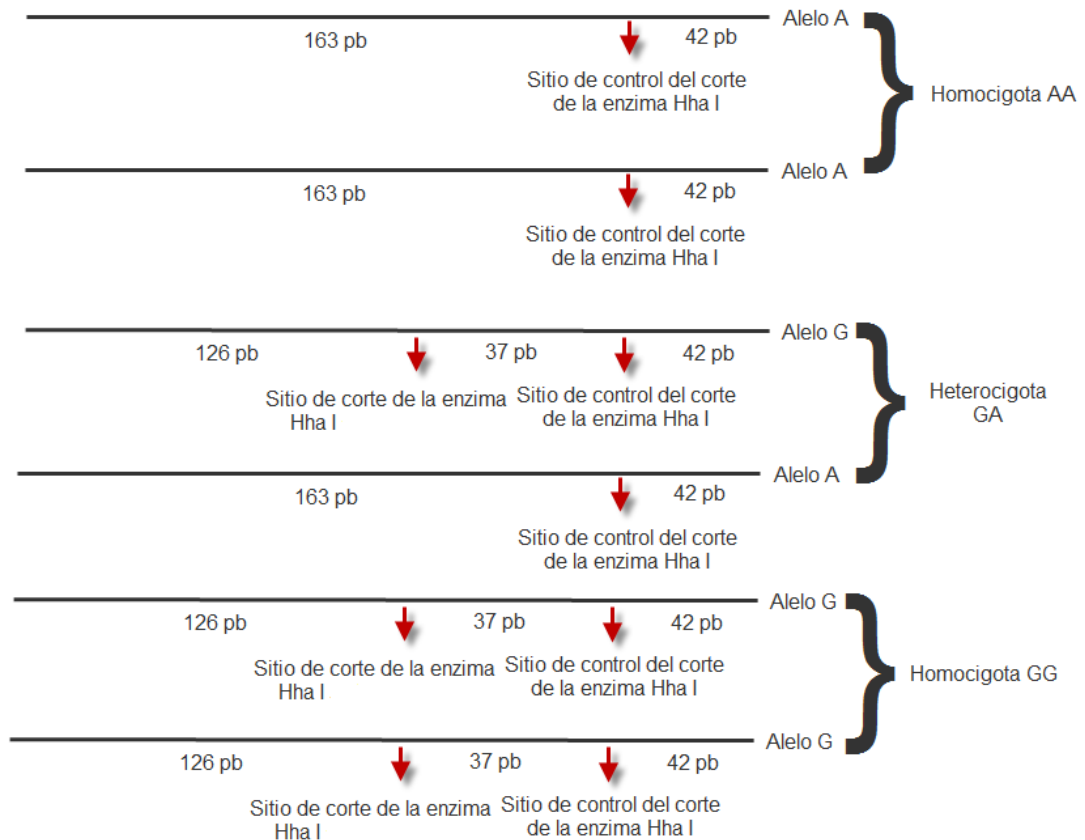 Alelo A
163 pb
42 pb
Sitio de control del corte
de la enzima Hha I
Homocigota AA
Alelo A
163 pb
42 pb
Sitio de control del corte
de la enzima Hha I
Alelo G
126 pb
37 pb
42 pb
Sitio de corte de la enzima
Hha I
Sitio de control del corte
de la enzima Hha I
Heterocigota
GA
Alelo A
163 pb
42 pb
Sitio de control del corte
de la enzima Hha I
Alelo G
126 pb
37 pb
42 pb
Sitio de corte de la enzima
Hha I
Sitio de control del corte
de la enzima Hha I
Homocigota GG
Alelo G
126 pb
37 pb
42 pb
Sitio de corte de la enzima
Hha I
Sitio de control del corte
de la enzima Hha I